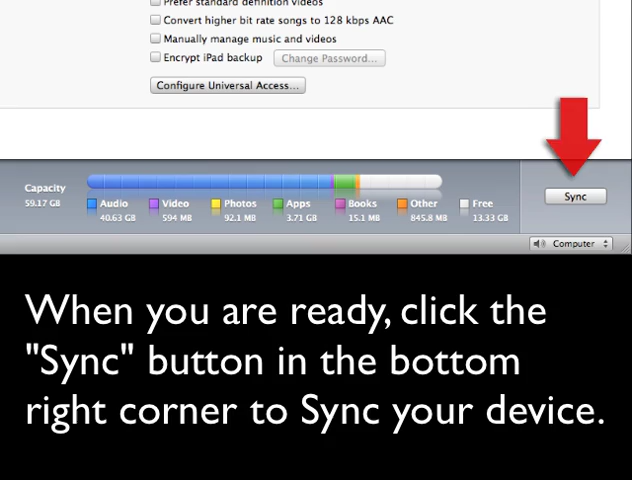 Prefer standard definition videos
Convert higher bit rate songs to 128 kbps AAC
Manually manage music and videos
Encrypt iPad backup Change Password...
Configure Universal Access...
Capacity
59.17 GB
Audio Video Photos Apps Books Other Free
40.63 GB 594 MB 92.1 MB 3.71 GB 15.1 MB 845.8 MB 13.33 GB
Sync
Computer
When you are ready, click the
"Sync" button in the bottom
right corner to Sync your device.